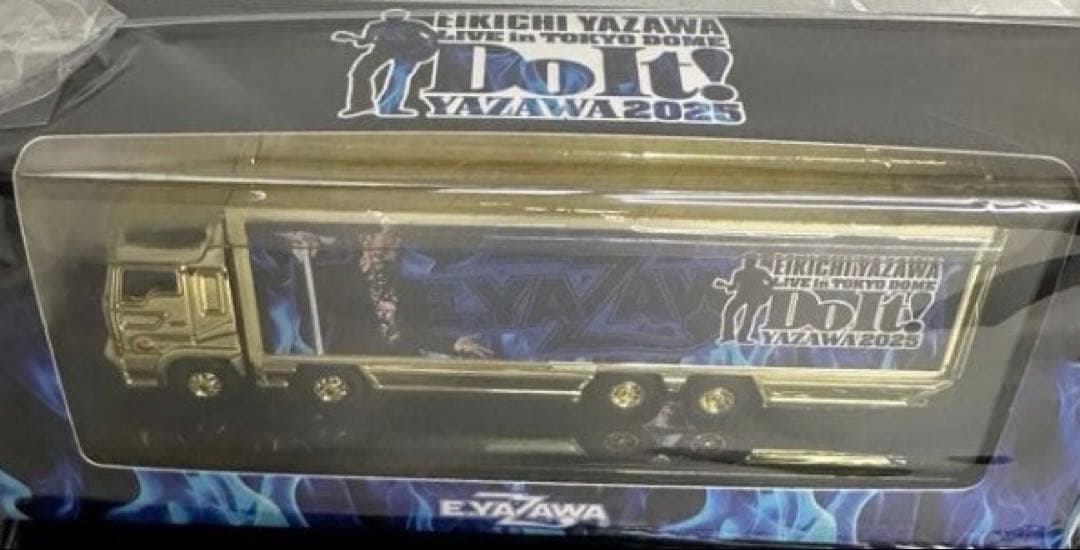 EIKICHI YAZAWA
LIVE in TOKYO DOME
Do It!
YAZAWA 2025
E.YAZAWA
EIKICHI YAZAWA
LIVE in TOKYO DOME
Do It!
YAZAWA 2025
E.YAZAWA